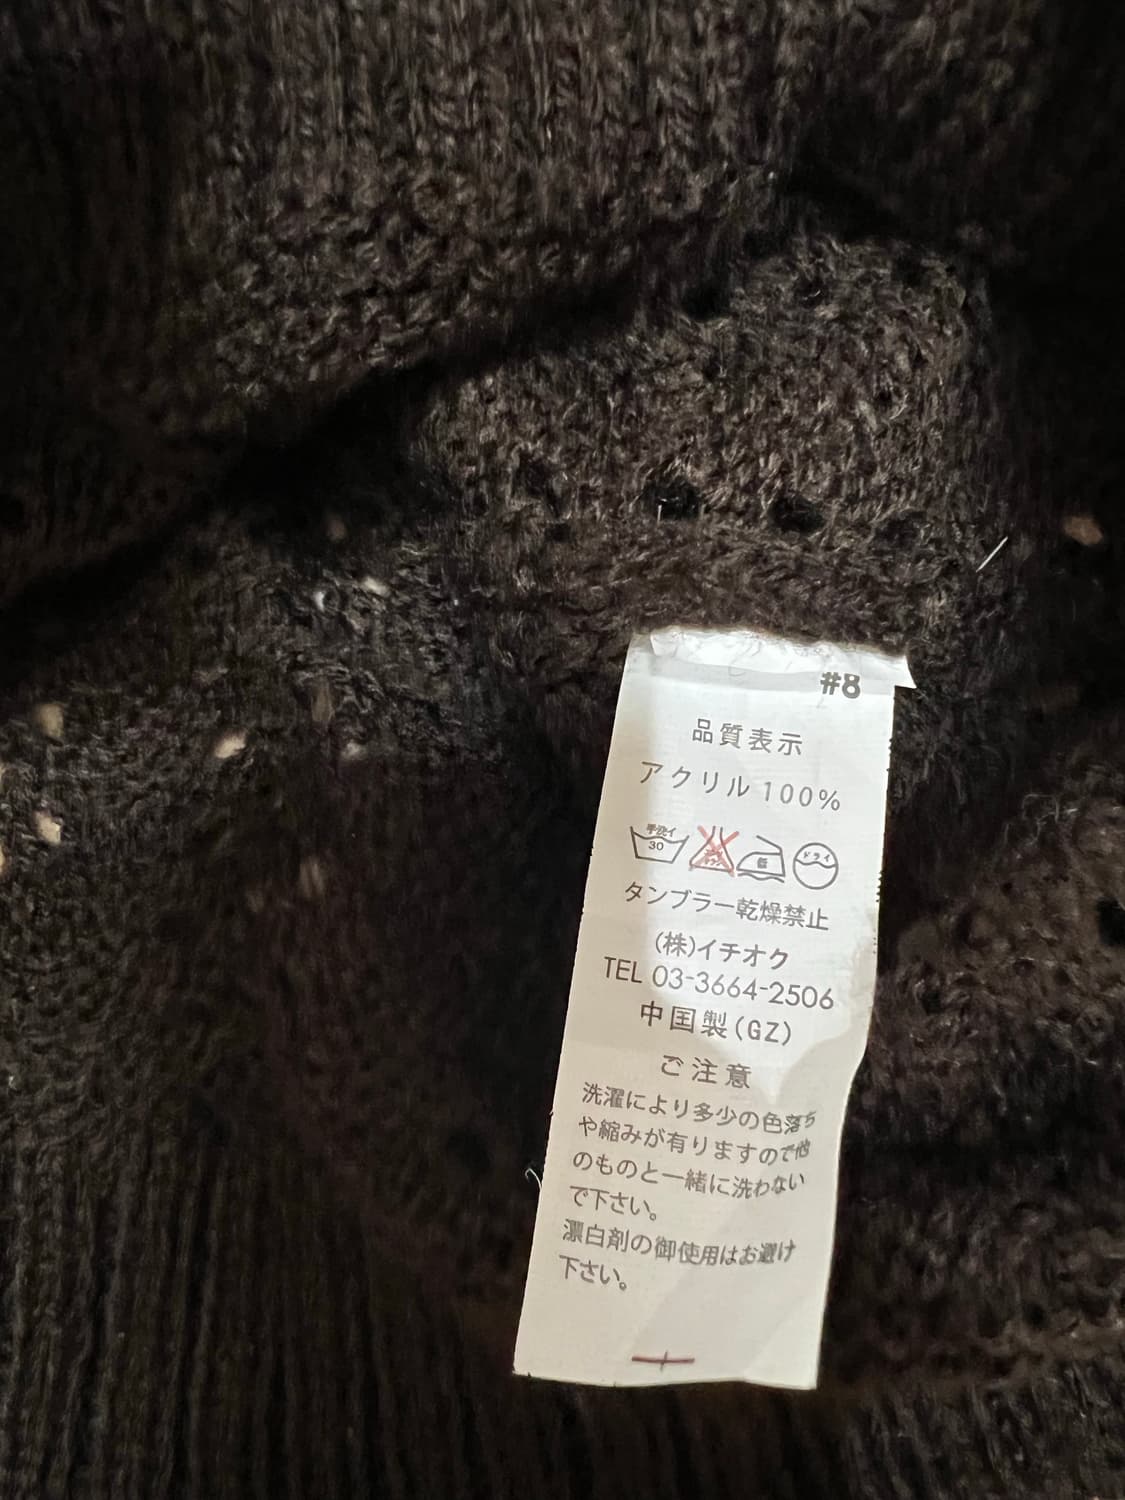 #8
品質表示
アクリル100%
手洗イ
30
低
ドライ
タンブラー乾燥禁止
(株)イチオク
TEL 03-3664-2506
中国製(GZ)
ご注意
洗濯により多少の色落ち
や縮みが有りますので他
のものと一緒に洗わない
で下さい。
漂白剤の御使用はお避け
下さい。